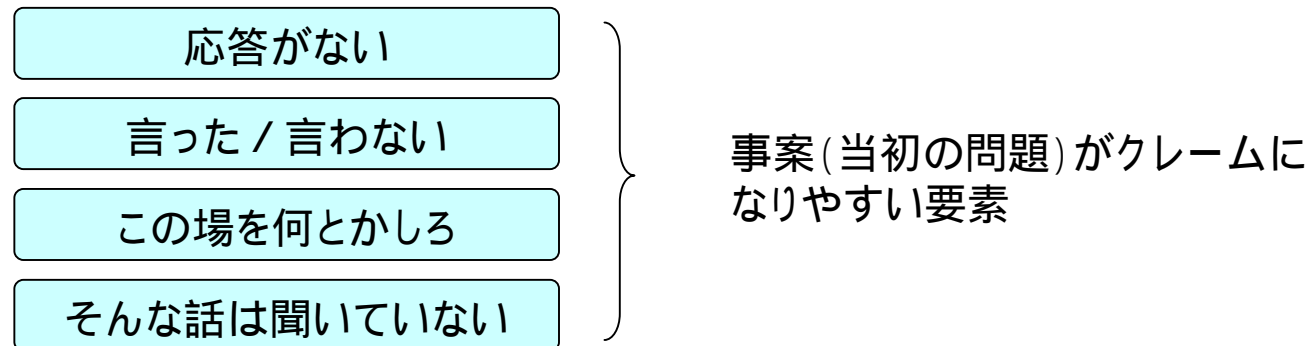 応答がない
言った / 言わない
この場を何とかしろ
そんな話は聞いていない
事案(当初の問題)がクレームに
なりやすい要素